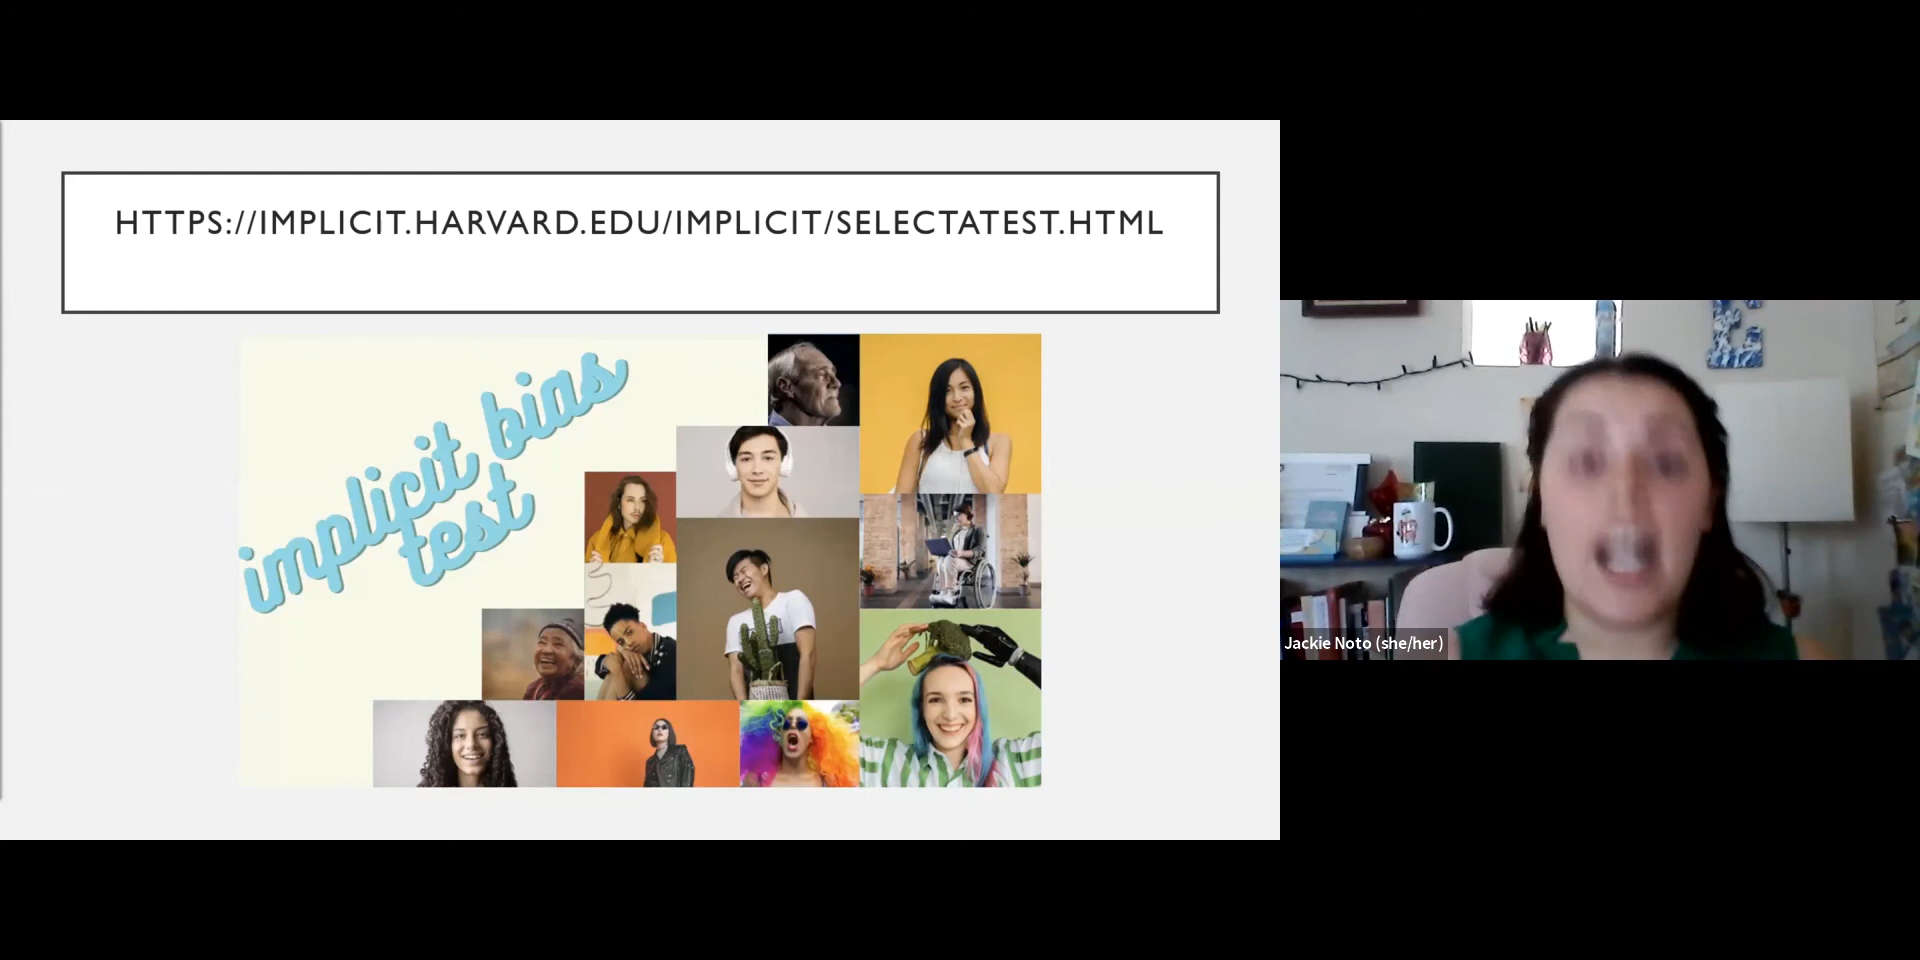 HTTPS://IMPLICIT.HARVARD.EDU/IMPLICIT/SELECTATEST.HTML
implicit bias
test
Jackie Noto (she/her)